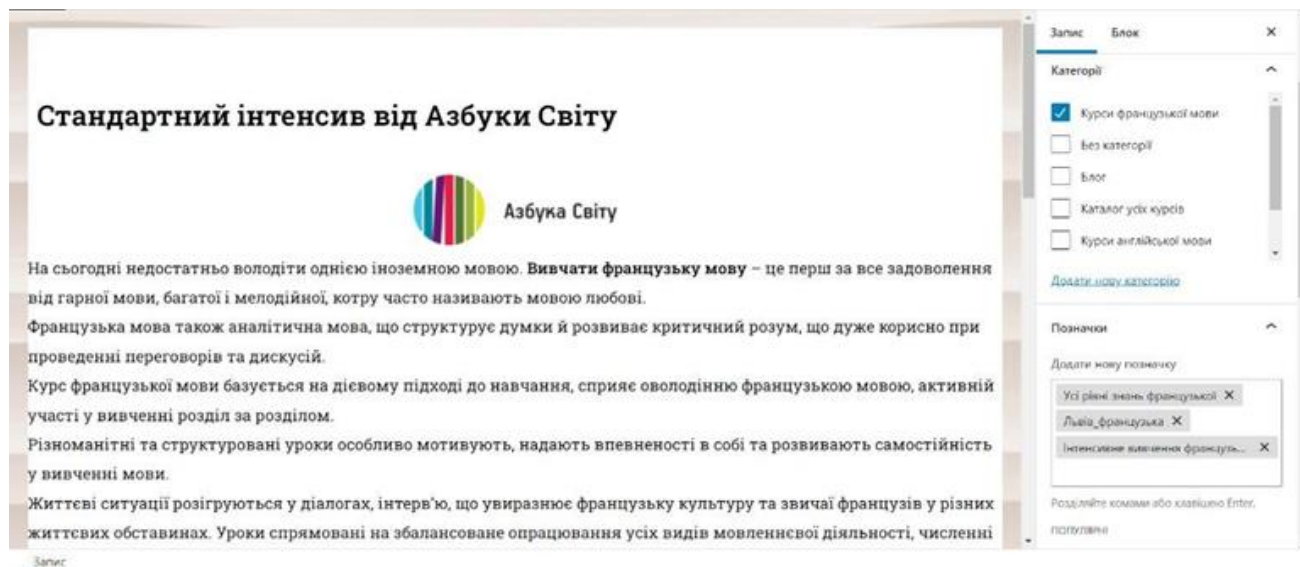 Стандартний інтенсив від Азбуки Світу
Азбука Світу
На сьогодні недостатньо володіти однією іноземною мовою. Вивчати французьку мову – це перш за все задоволення
від гарної мови, багатої і мелодійної, котру часто називають мовою любові.
Французька мова також аналітична мова, що структурує думки й розвиває критичний розум, що дуже корисно при
проведенні переговорів та дискусій.
Курс французької мови базується на дієвому підході до навчання, сприяє оволодінню французькою мовою, активній
участі у вивченні розділ за розділом.
Різноманітні та структуровані уроки особливо мотивують, надають впевненості в собі та розвивають самостійність
у вивченні мови.
Життєві ситуації розігруються у діалогах, інтерв'ю, що увиразнює французьку культуру та звичаї французів у різних
життєвих обставинах. Уроки спрямовані на збалансоване опрацювання усіх видів мовленнєвої діяльності, численні
Запис
Запис Блок
Категорії
Курси французької мови
Без категорії
Блог
Каталог усіх курсів
Курси англійської мови
Додати нову категорію
Позначки
Додати нову позначку
Усі рівні знань французької
Львів_французька
Інтенсивне вивчення француз...
Розділяйте комами або клавішею Enter.
ПОПУЛЯРНІ